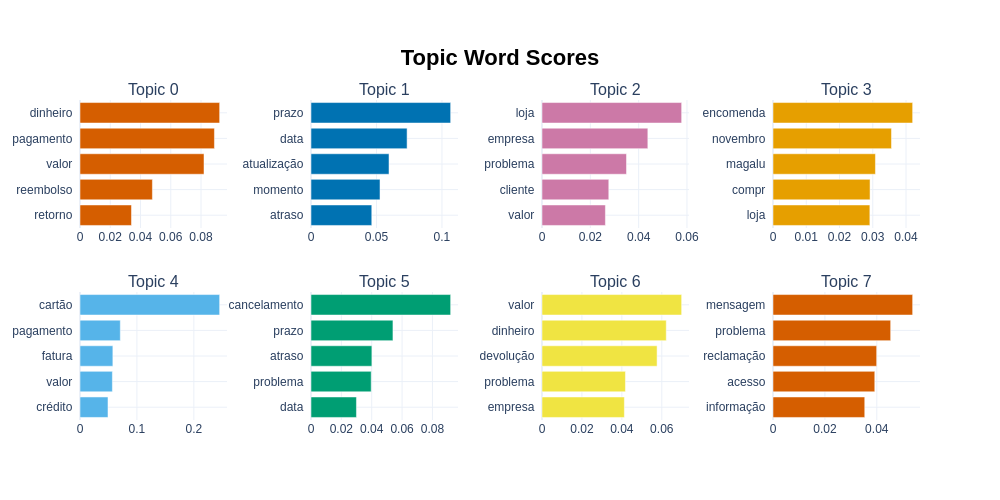 Topic Word Scores
Topic 0
dinheiro
pagamento
valor
reembolso
retorno
0 0.02 0.04 0.06 0.08
Topic 1
prazo
data
atualização
momento
atraso
0 0.05 0.1
Topic 2
loja
empresa
problema
cliente
valor
0 0.02 0.04 0.06
Topic 3
encomenda
novembro
magalu
compr
loja
0 0.01 0.02 0.03 0.04
Topic 4
cartão
pagamento
fatura
valor
crédito
0 0.1 0.2
Topic 5
cancelamento
prazo
atraso
problema
data
0 0.02 0.04 0.06 0.08
Topic 6
valor
dinheiro
devolução
problema
empresa
0 0.02 0.04 0.06
Topic 7
mensagem
problema
reclamação
acesso
informação
0 0.02 0.04